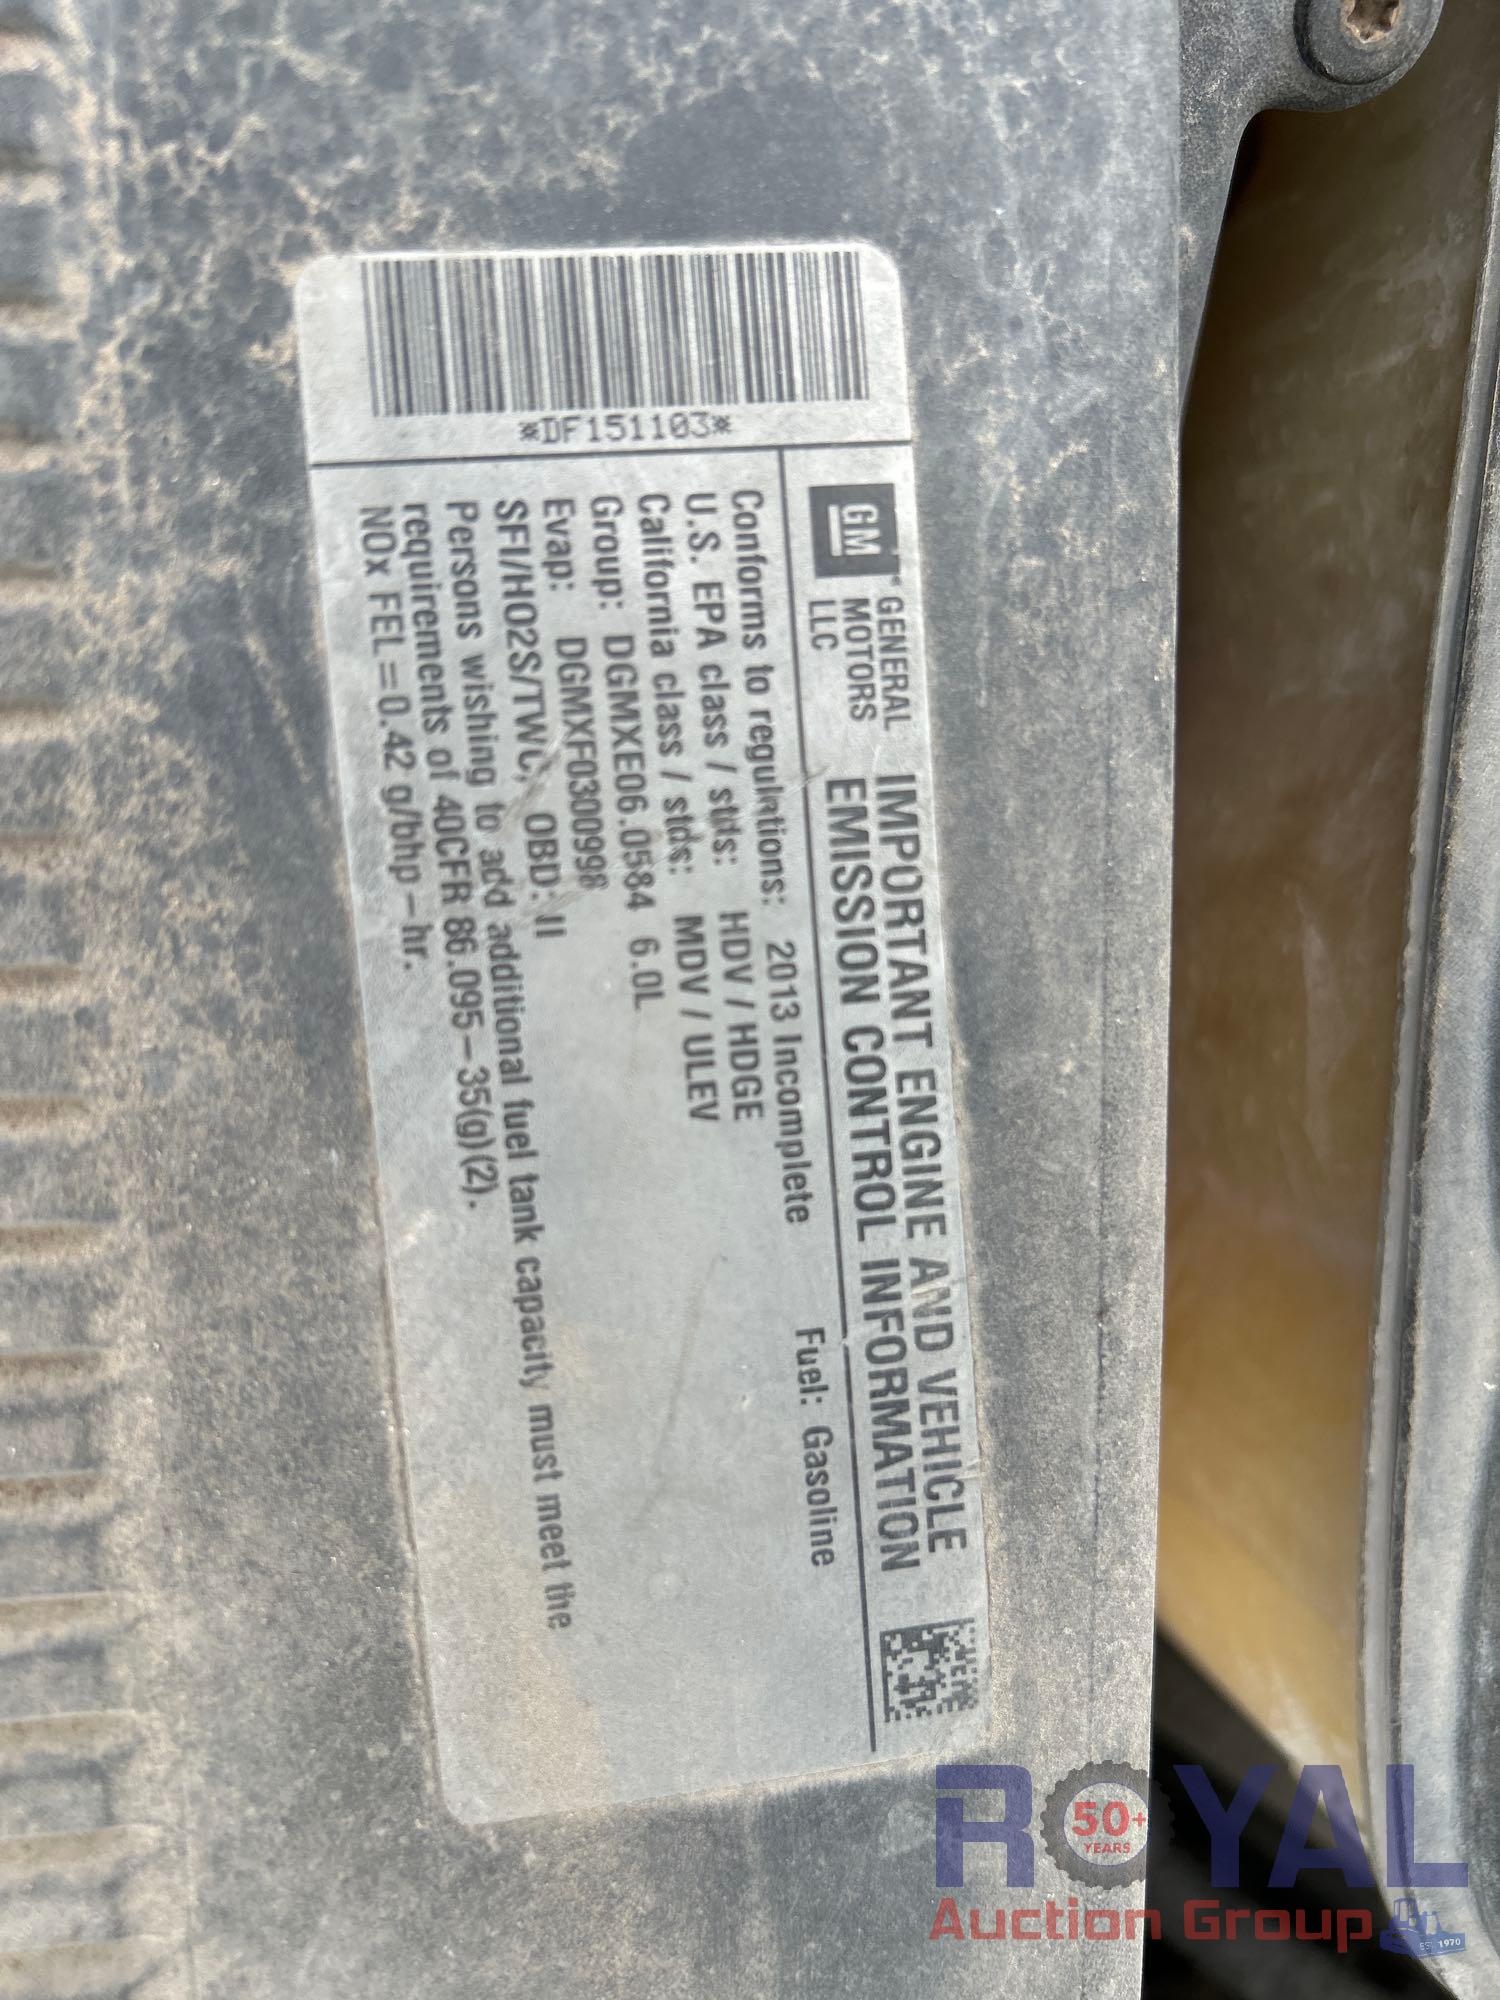 *DF151103*
GM
GENERAL
MOTORS
LLC
IMPORTANT ENGINE AND VEHICLE
EMISSION CONTROL INFORMATION
Conforms to regulations: 2013 Incomplete Fuel: Gasoline
U.S. EPA class / stds: HDV / HDGE
California class / stds: MDV / ULEV
Group: DGMXE06.0584 6.0L
Evap: DGMXF0300998
SFI/HO2S/TWC, OBD: II
Persons wishing to add additional fuel tank capacity must meet the
requirements of 40CFR 86.095-35(g)(2).
NOx FEL=0.42 g/bhp-hr.
ROYAL
50+
YEARS
Auction Group
EST. 1970